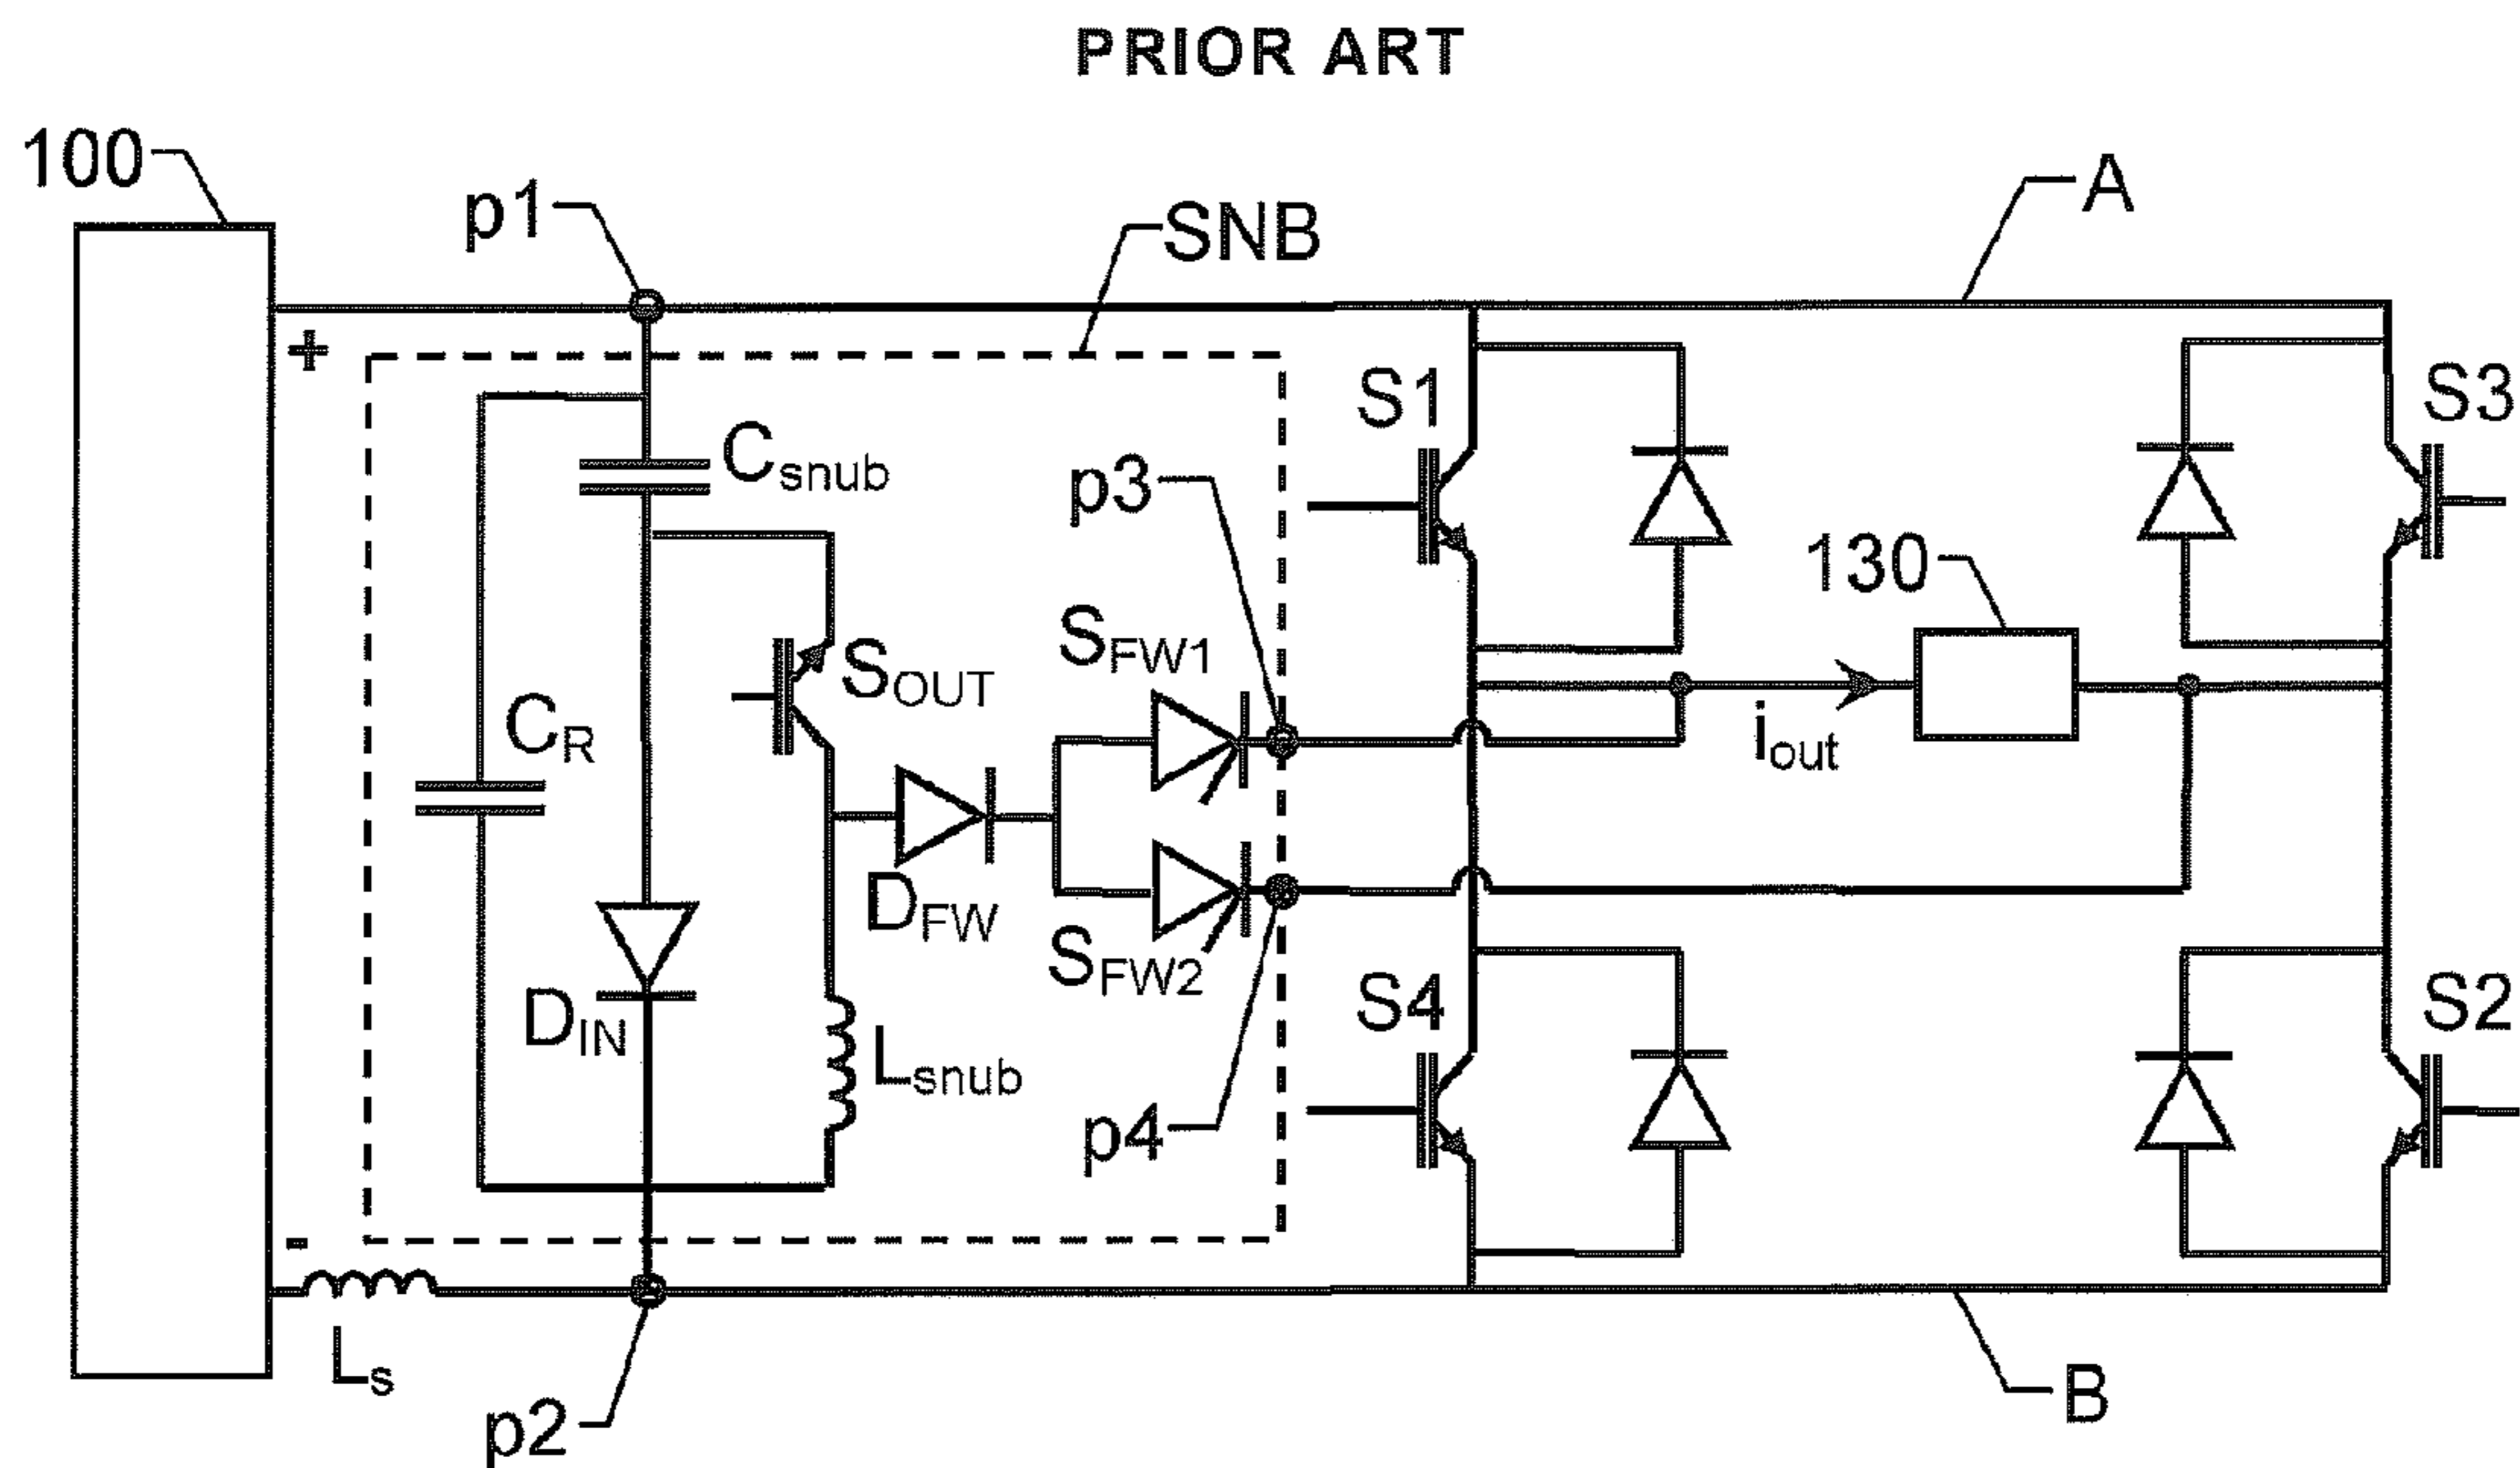 PRIOR ART
100
p1
SNB
A
+
S1
S3
Csnub
p3
130
SFW1
SOUT
CR
iout
DFW
SFW2
S4
S2
DIN
Lsnub
p4
-
Ls
B
p2